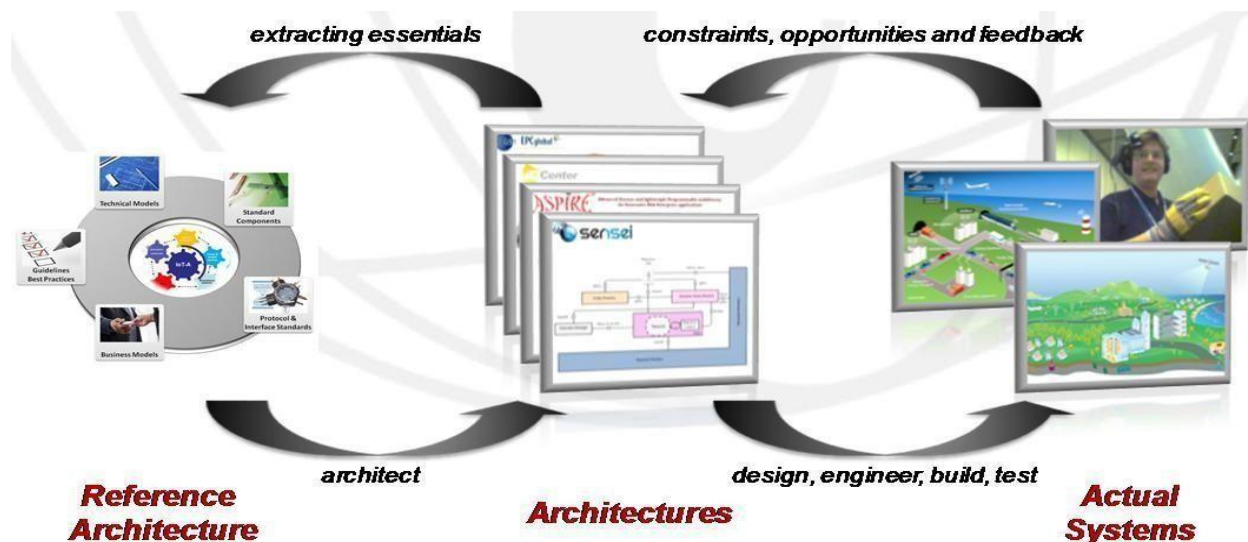 extracting essentials
constraints, opportunities and feedback
Technical Models
Standard
Components
Guidelines
Best Practices
IoT-A
Protocol &
Interface Standards
Business Models
EPCglobal
Center
ASPIRE
sensei
architect
design, engineer, build, test
Reference
Architecture
Architectures
Actual
Systems